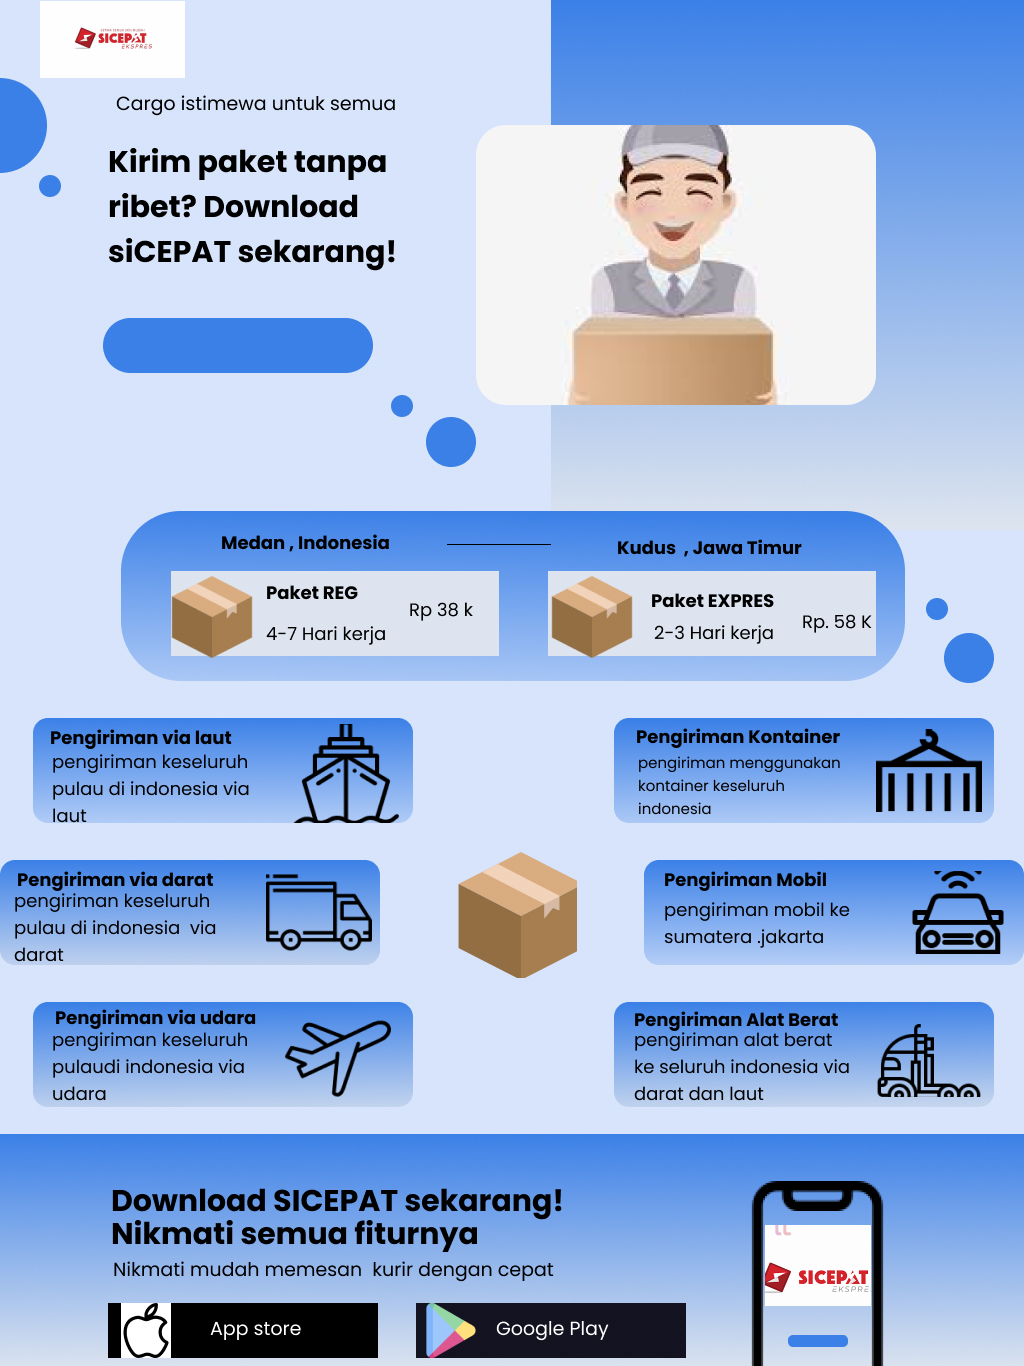 SICEPAT
EKSPRES
Cargo istimewa untuk semua
Kirim paket tanpa
ribet? Download
siCEPAT sekarang!
Medan , Indonesia
Kudus , Jawa Timur
Paket REG
4-7 Hari kerja
Rp 38 k
Paket EXPRES
2-3 Hari kerja
Rp. 58 K
Pengiriman via laut
pengiriman keseluruh
pulau di indonesia via
laut
Pengiriman Kontainer
pengiriman menggunakan
kontainer keseluruh
indonesia
Pengiriman via darat
pengiriman keseluruh
pulau di indonesia via
darat
Pengiriman Mobil
pengiriman mobil ke
sumatera .jakarta
Pengiriman via udara
pengiriman keseluruh
pulaudi indonesia via
udara
Pengiriman Alat Berat
pengiriman alat berat
ke seluruh indonesia via
darat dan laut
Download SICEPAT sekarang!
Nikmati semua fiturnya
Nikmati mudah memesan kurir dengan cepat
App store
Google Play
SICEPAT
EKSPRE